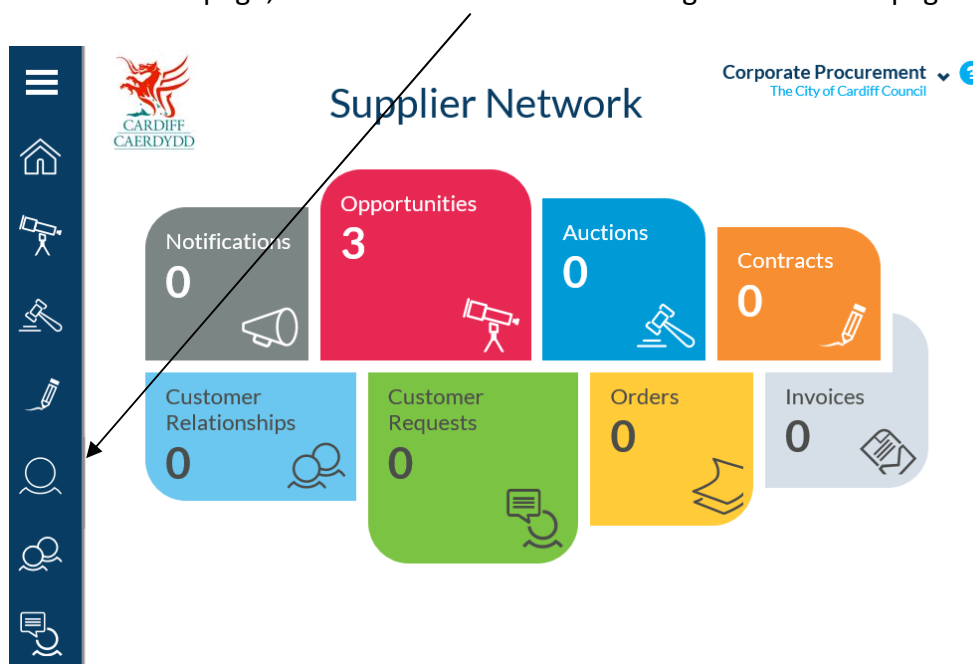 Corporate Procurement
The City of Cardiff Council
Supplier Network
CARDIFF
CAERDYDD
Notifications
0
Opportunities
3
Auctions
0
Contracts
0
Customer
Relationships
0
Customer
Requests
0
Orders
0
Invoices
0